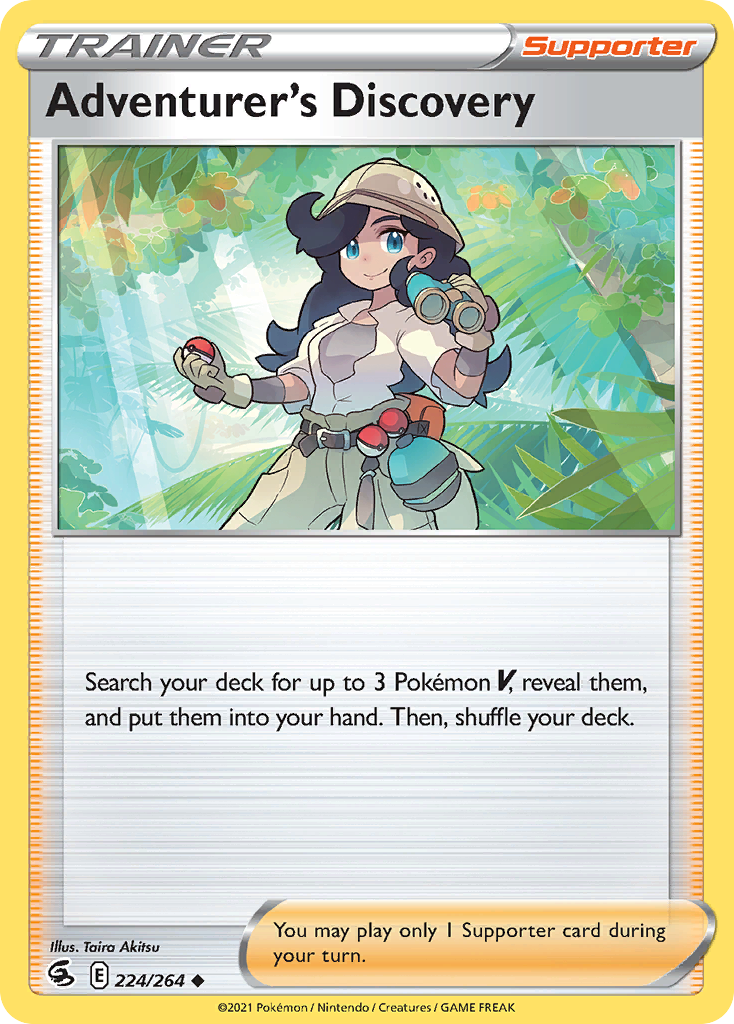 TRAINER
Supporter
Adventurer's Discovery
Search your deck for up to 3 Pokémon V, reveal them,
and put them into your hand. Then, shuffle your deck.
You may play only 1 Supporter card during
your turn.
Illus. Taira Akitsu
E 224/264
©2021 Pokémon / Nintendo / Creatures / GAME FREAK